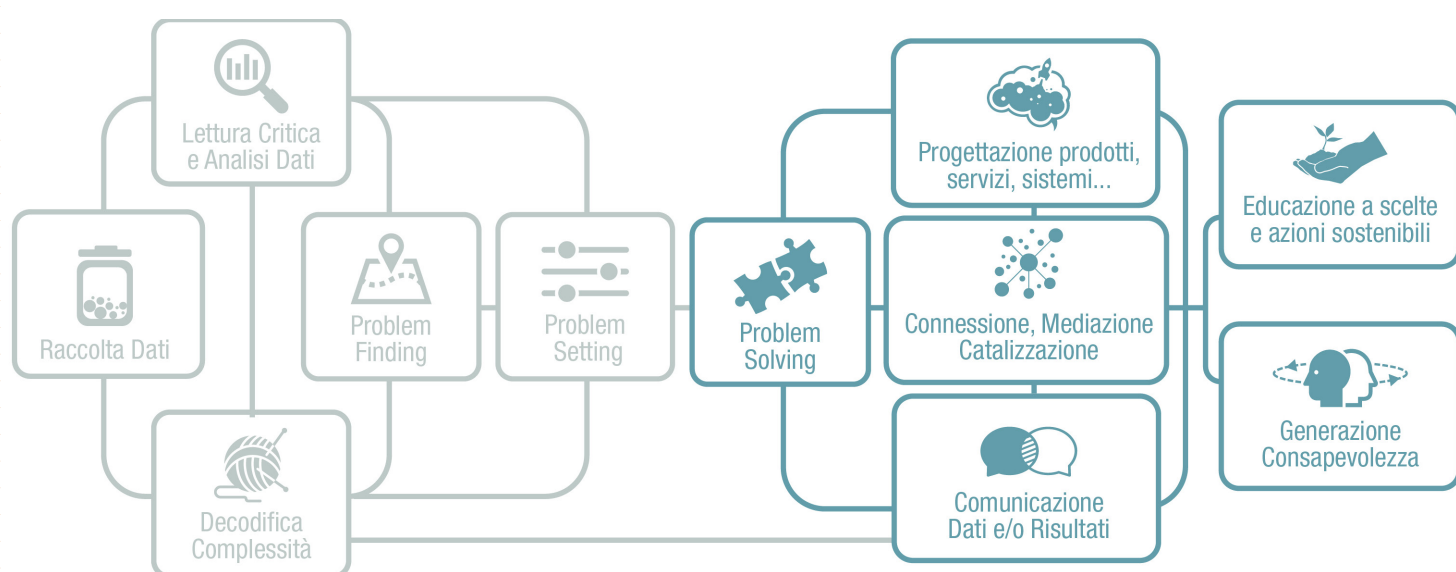 Lettura Critica
e Analisi Dati
Raccolta Dati
Problem
Finding
Problem
Setting
Decodifica
Complessità
Problem
Solving
Progettazione prodotti,
servizi, sistemi...
Connessione, Mediazione
Catalizzazione
Comunicazione
Dati e/o Risultati
Educazione a scelte
e azioni sostenibili
Generazione
Consapevolezza